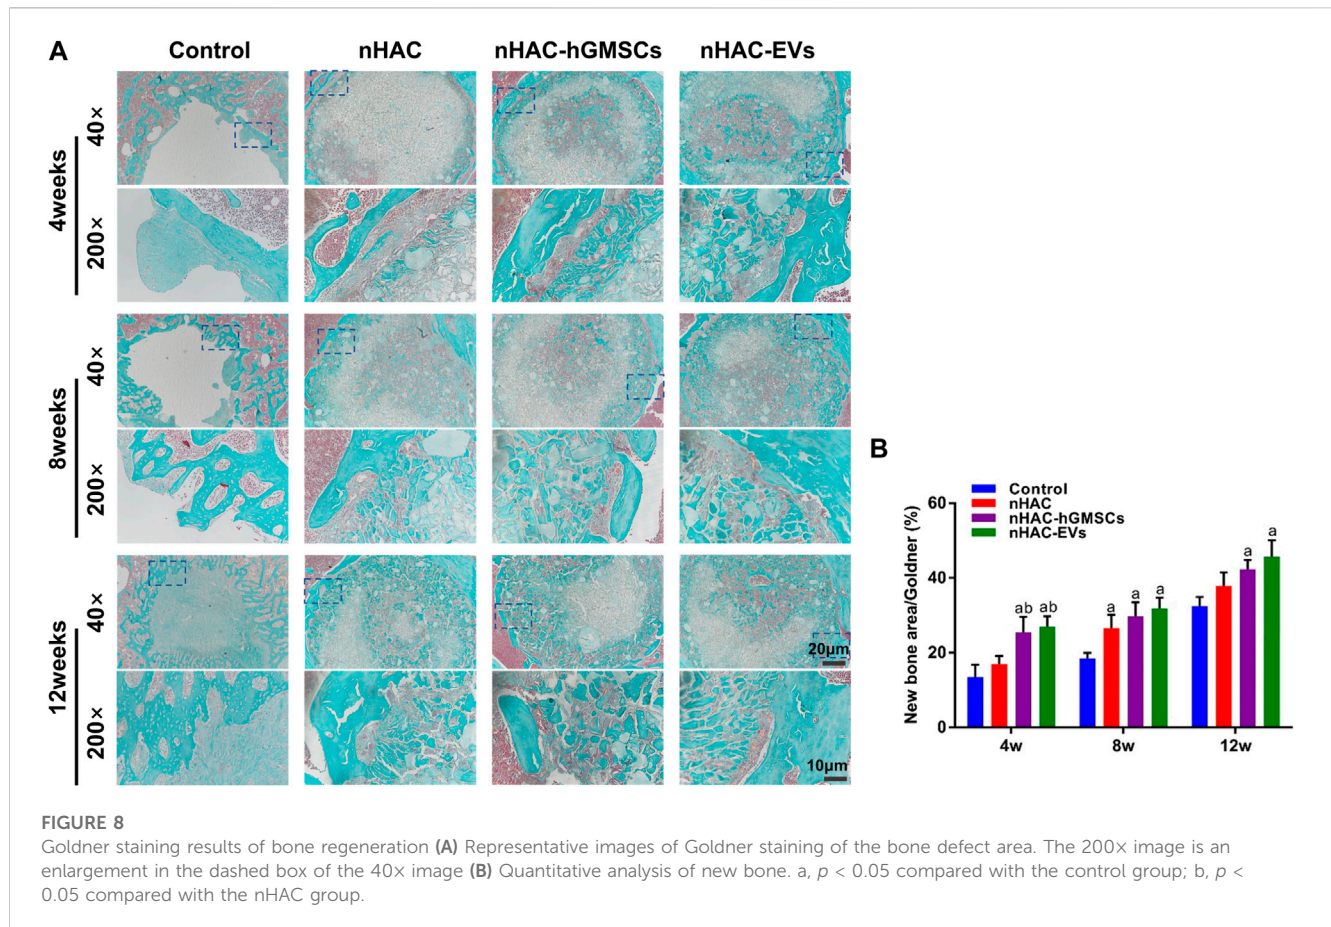 A
Control nHAC nHAC-hGMSCs nHAC-EVs
4weeks
40×
200×
8weeks
40×
200×
12weeks
40×
20μm
200×
10μm
B
Control
nHAC
nHAC-hGMSCs
nHAC-EVs
New bone area/Goldner (%)
60
40
20
0
ab ab
a a a
a a
4w 8w 12w
FIGURE 8
Goldner staining results of bone regeneration (A) Representative images of Goldner staining of the bone defect area. The 200× image is an
enlargement in the dashed box of the 40× image (B) Quantitative analysis of new bone. a, p < 0.05 compared with the control group; b, p <
0.05 compared with the nHAC group.